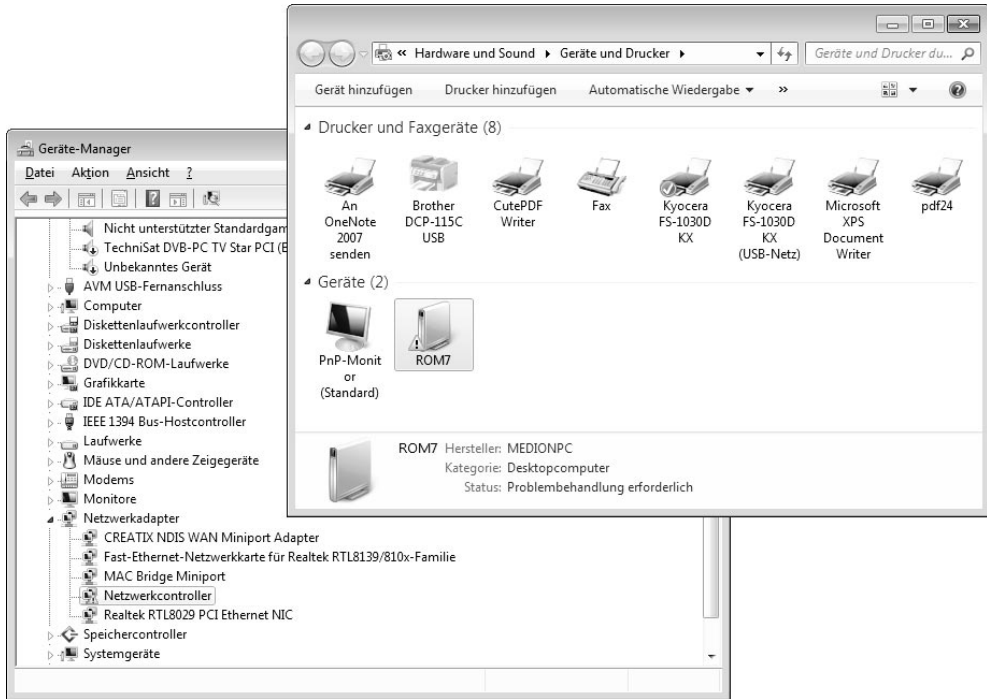 « Hardware und Sound ▸ Geräte und Drucker ▸
Geräte und Drucker du...
Gerät hinzufügen Drucker hinzufügen Automatische Wiedergabe »
Drucker und Faxgeräte (8)
An OneNote 2007 senden
Brother DCP-115C USB
CutePDF Writer
Fax
Kyocera FS-1030D KX
Kyocera FS-1030D KX (USB-Netz)
Microsoft XPS Document Writer
pdf24
Geräte (2)
PnP-Monitor (Standard)
ROM7
ROM7 Hersteller: MEDIONPC
Kategorie: Desktopcomputer
Status: Problembehandlung erforderlich
Geräte-Manager
Datei Aktion Ansicht ?
Nicht unterstützter Standardgam
TechniSat DVB-PC TV Star PCI (
Unbekanntes Gerät
AVM USB-Fernanschluss
Computer
Diskettenlaufwerkcontroller
Diskettenlaufwerke
DVD/CD-ROM-Laufwerke
Grafikkarte
IDE ATA/ATAPI-Controller
IEEE 1394 Bus-Hostcontroller
Laufwerke
Mäuse und andere Zeigegeräte
Modems
Monitore
Netzwerkadapter
CREATIX NDIS WAN Miniport Adapter
Fast-Ethernet-Netzwerkkarte für Realtek RTL8139/810x-Familie
MAC Bridge Miniport
Netzwerkcontroller
Realtek RTL8029 PCI Ethernet NIC
Speichercontroller
Systemgeräte